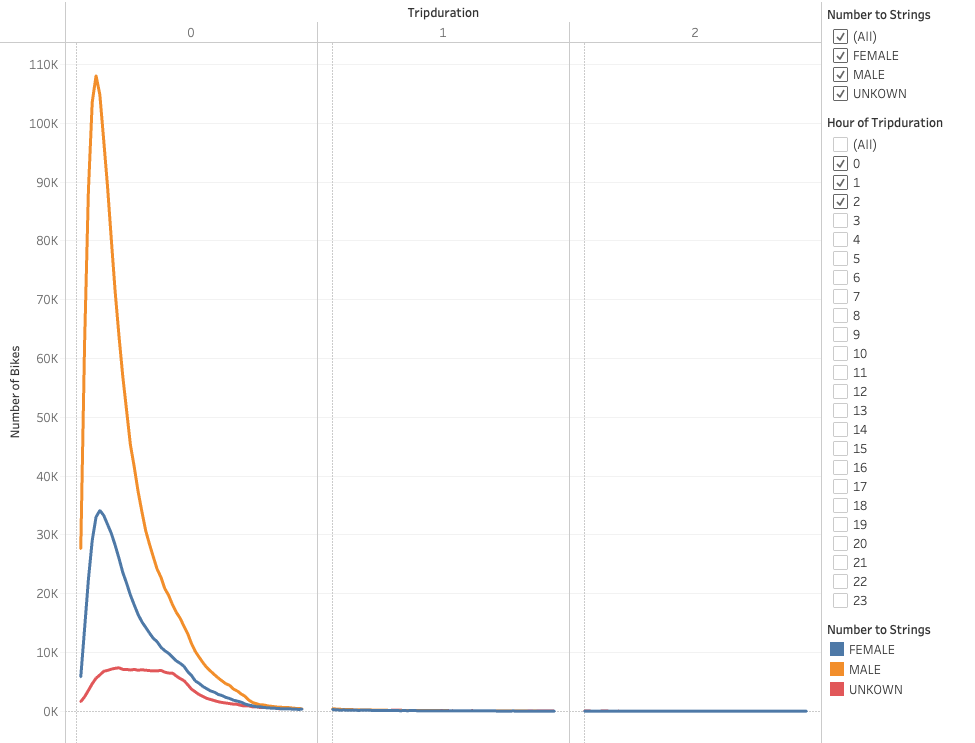 Tripduration
0 1 2
110K
100K
90K
80K
70K
60K
50K
40K
30K
20K
10K
0K
Number of Bikes
Number to Strings
(All)
FEMALE
MALE
UNKOWN
Hour of Tripduration
(All)
0
1
2
3
4
5
6
7
8
9
10
11
12
13
14
15
16
17
18
19
20
21
22
23
Number to Strings
FEMALE
MALE
UNKOWN